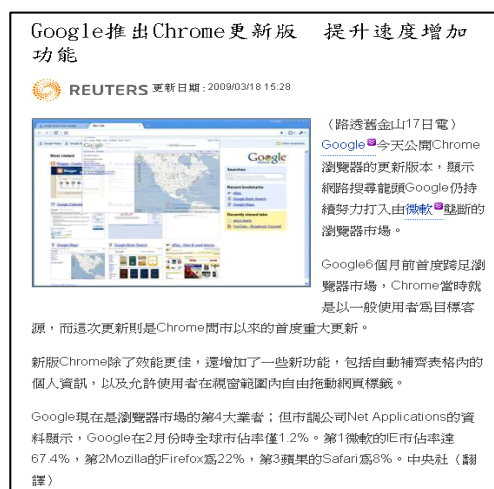 Google推出Chrome更新版　提升速度增加
功能
REUTERS 更新日期:2009/03/18 15:28
Most visited
Google
Searches
Recent bookmarks
Recently closed tabs
（路透舊金山17日電）
Google今天公開Chrome
瀏覽器的更新版本，顯示
網路搜尋龍頭Google仍持
續努力打入由微軟壟斷的
瀏覽器市場。
Google6個月前首度跨足瀏
覽器市場，Chrome當時就
是以一般使用者為目標客
源，而這次更新則是Chrome問市以來的首度重大更新。
新版Chrome除了效能更佳，還增加了一些新功能，包括自動補齊表格內的
個人資訊，以及允許使用者在視窗範圍內自由拖動網頁標籤。
Google現在是瀏覽器市場的第4大業者；但市調公司Net Applications的資
料顯示，Google在2月份時全球市佔率僅1.2%。第1微軟的IE市佔率達
67.4%，第2Mozilla的Firefox為22%，第3蘋果的Safari為8%。中央社（翻
譯）